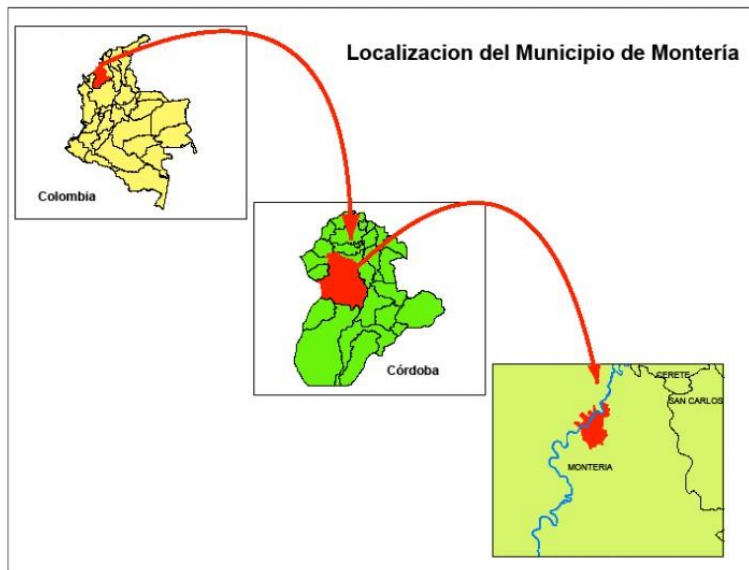 Localizacion del Municipio de Montería
Colombia
Córdoba
CERETE
SAN CARLOS
MONTERIA